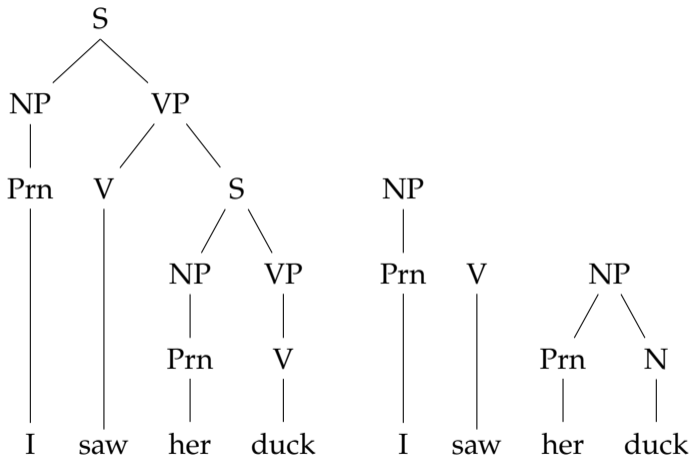 S
NP VP
Prn V S NP
NP VP Prn V NP
Prn V Prn N
I saw her duck I saw her duck